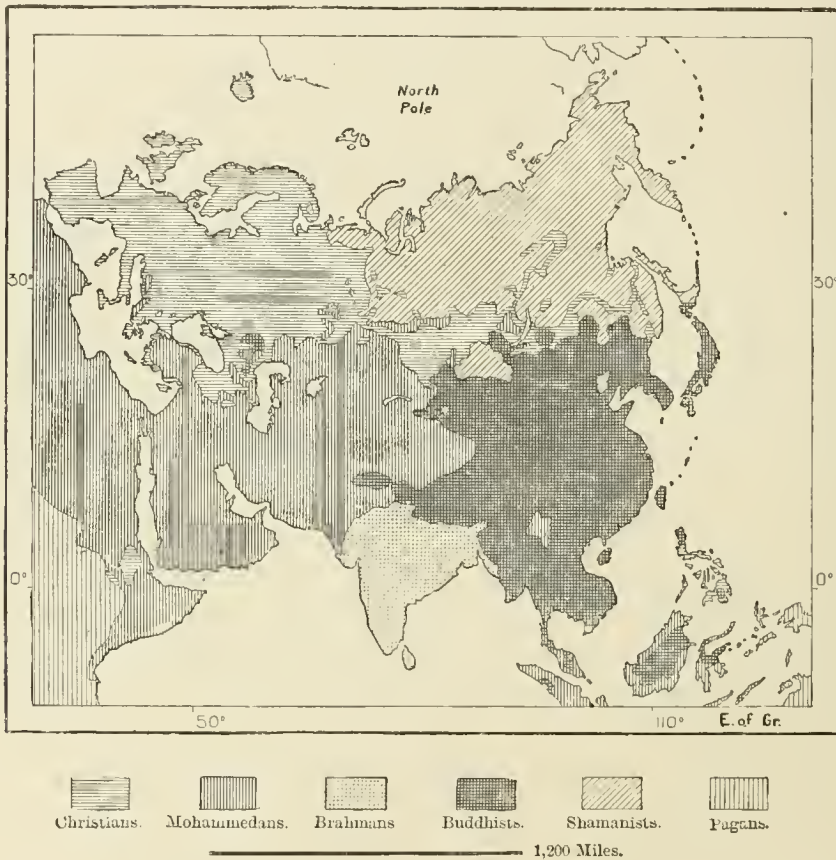 North
Pole
30° 30°
0° 0°
50° 110° E. of Gr.
Christians. Mohammedans. Brahmans Buddhists. Shamanists. Pagans.
1,200 Miles.